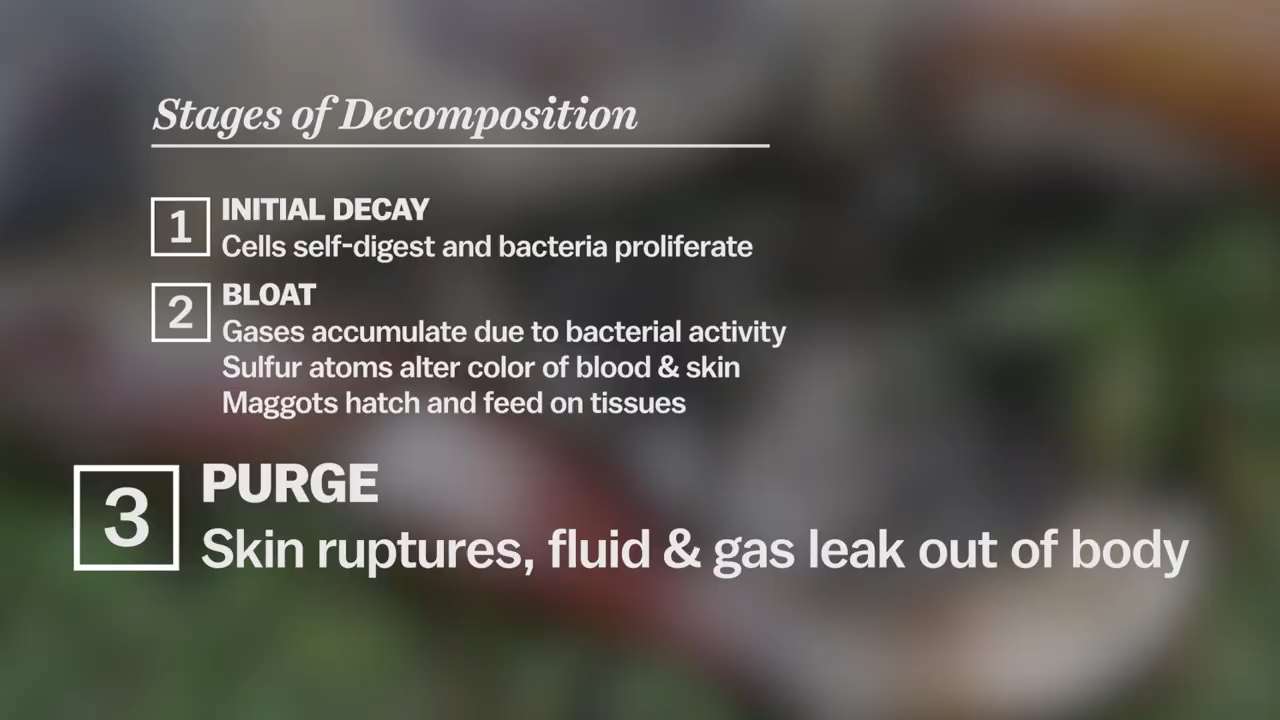 Stages of Decomposition
1 INITIAL DECAY
Cells self-digest and bacteria proliferate
2 BLOAT
Gases accumulate due to bacterial activity
Sulfur atoms alter color of blood & skin
Maggots hatch and feed on tissues
3 PURGE
Skin ruptures, fluid & gas leak out of body